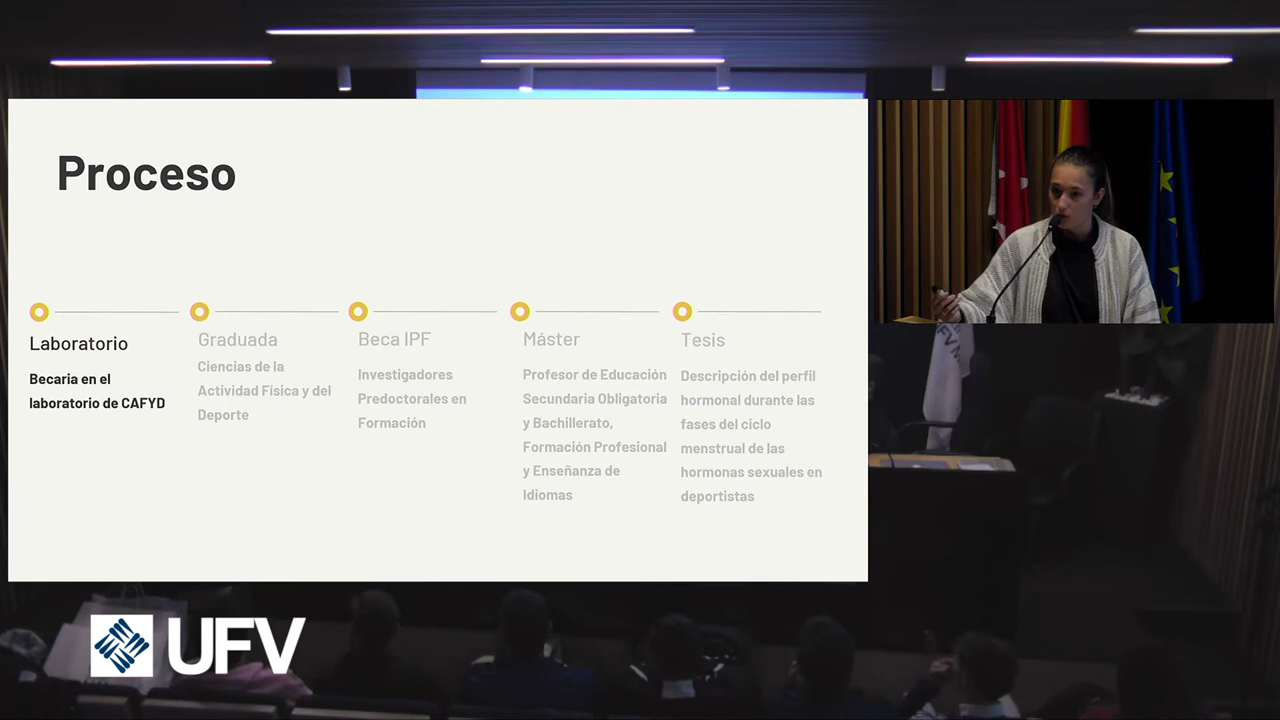 Proceso
Laboratorio
Becaria en el
laboratorio de CAFYD
Graduada
Ciencias de la
Actividad Física y del
Deporte
Beca IPF
Investigadores
Predoctorales en
Formación
Máster
Profesor de Educación
Secundaria Obligatoria
y Bachillerato,
Formación Profesional
y Enseñanza de
Idiomas
Tesis
Descripción del perfil
hormonal durante las
fases del ciclo
menstrual de las
hormonas sexuales en
deportistas
UFV